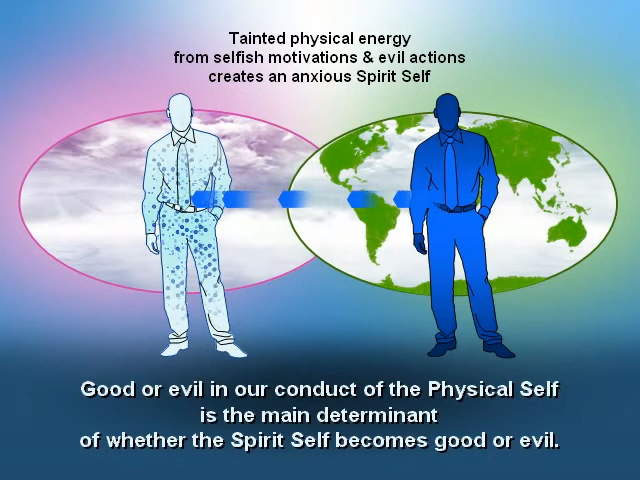 Tainted physical energy
from selfish motivations & evil actions
creates an anxious Spirit Self
Good or evil in our conduct of the Physical Self
is the main determinant
of whether the Spirit Self becomes good or evil.